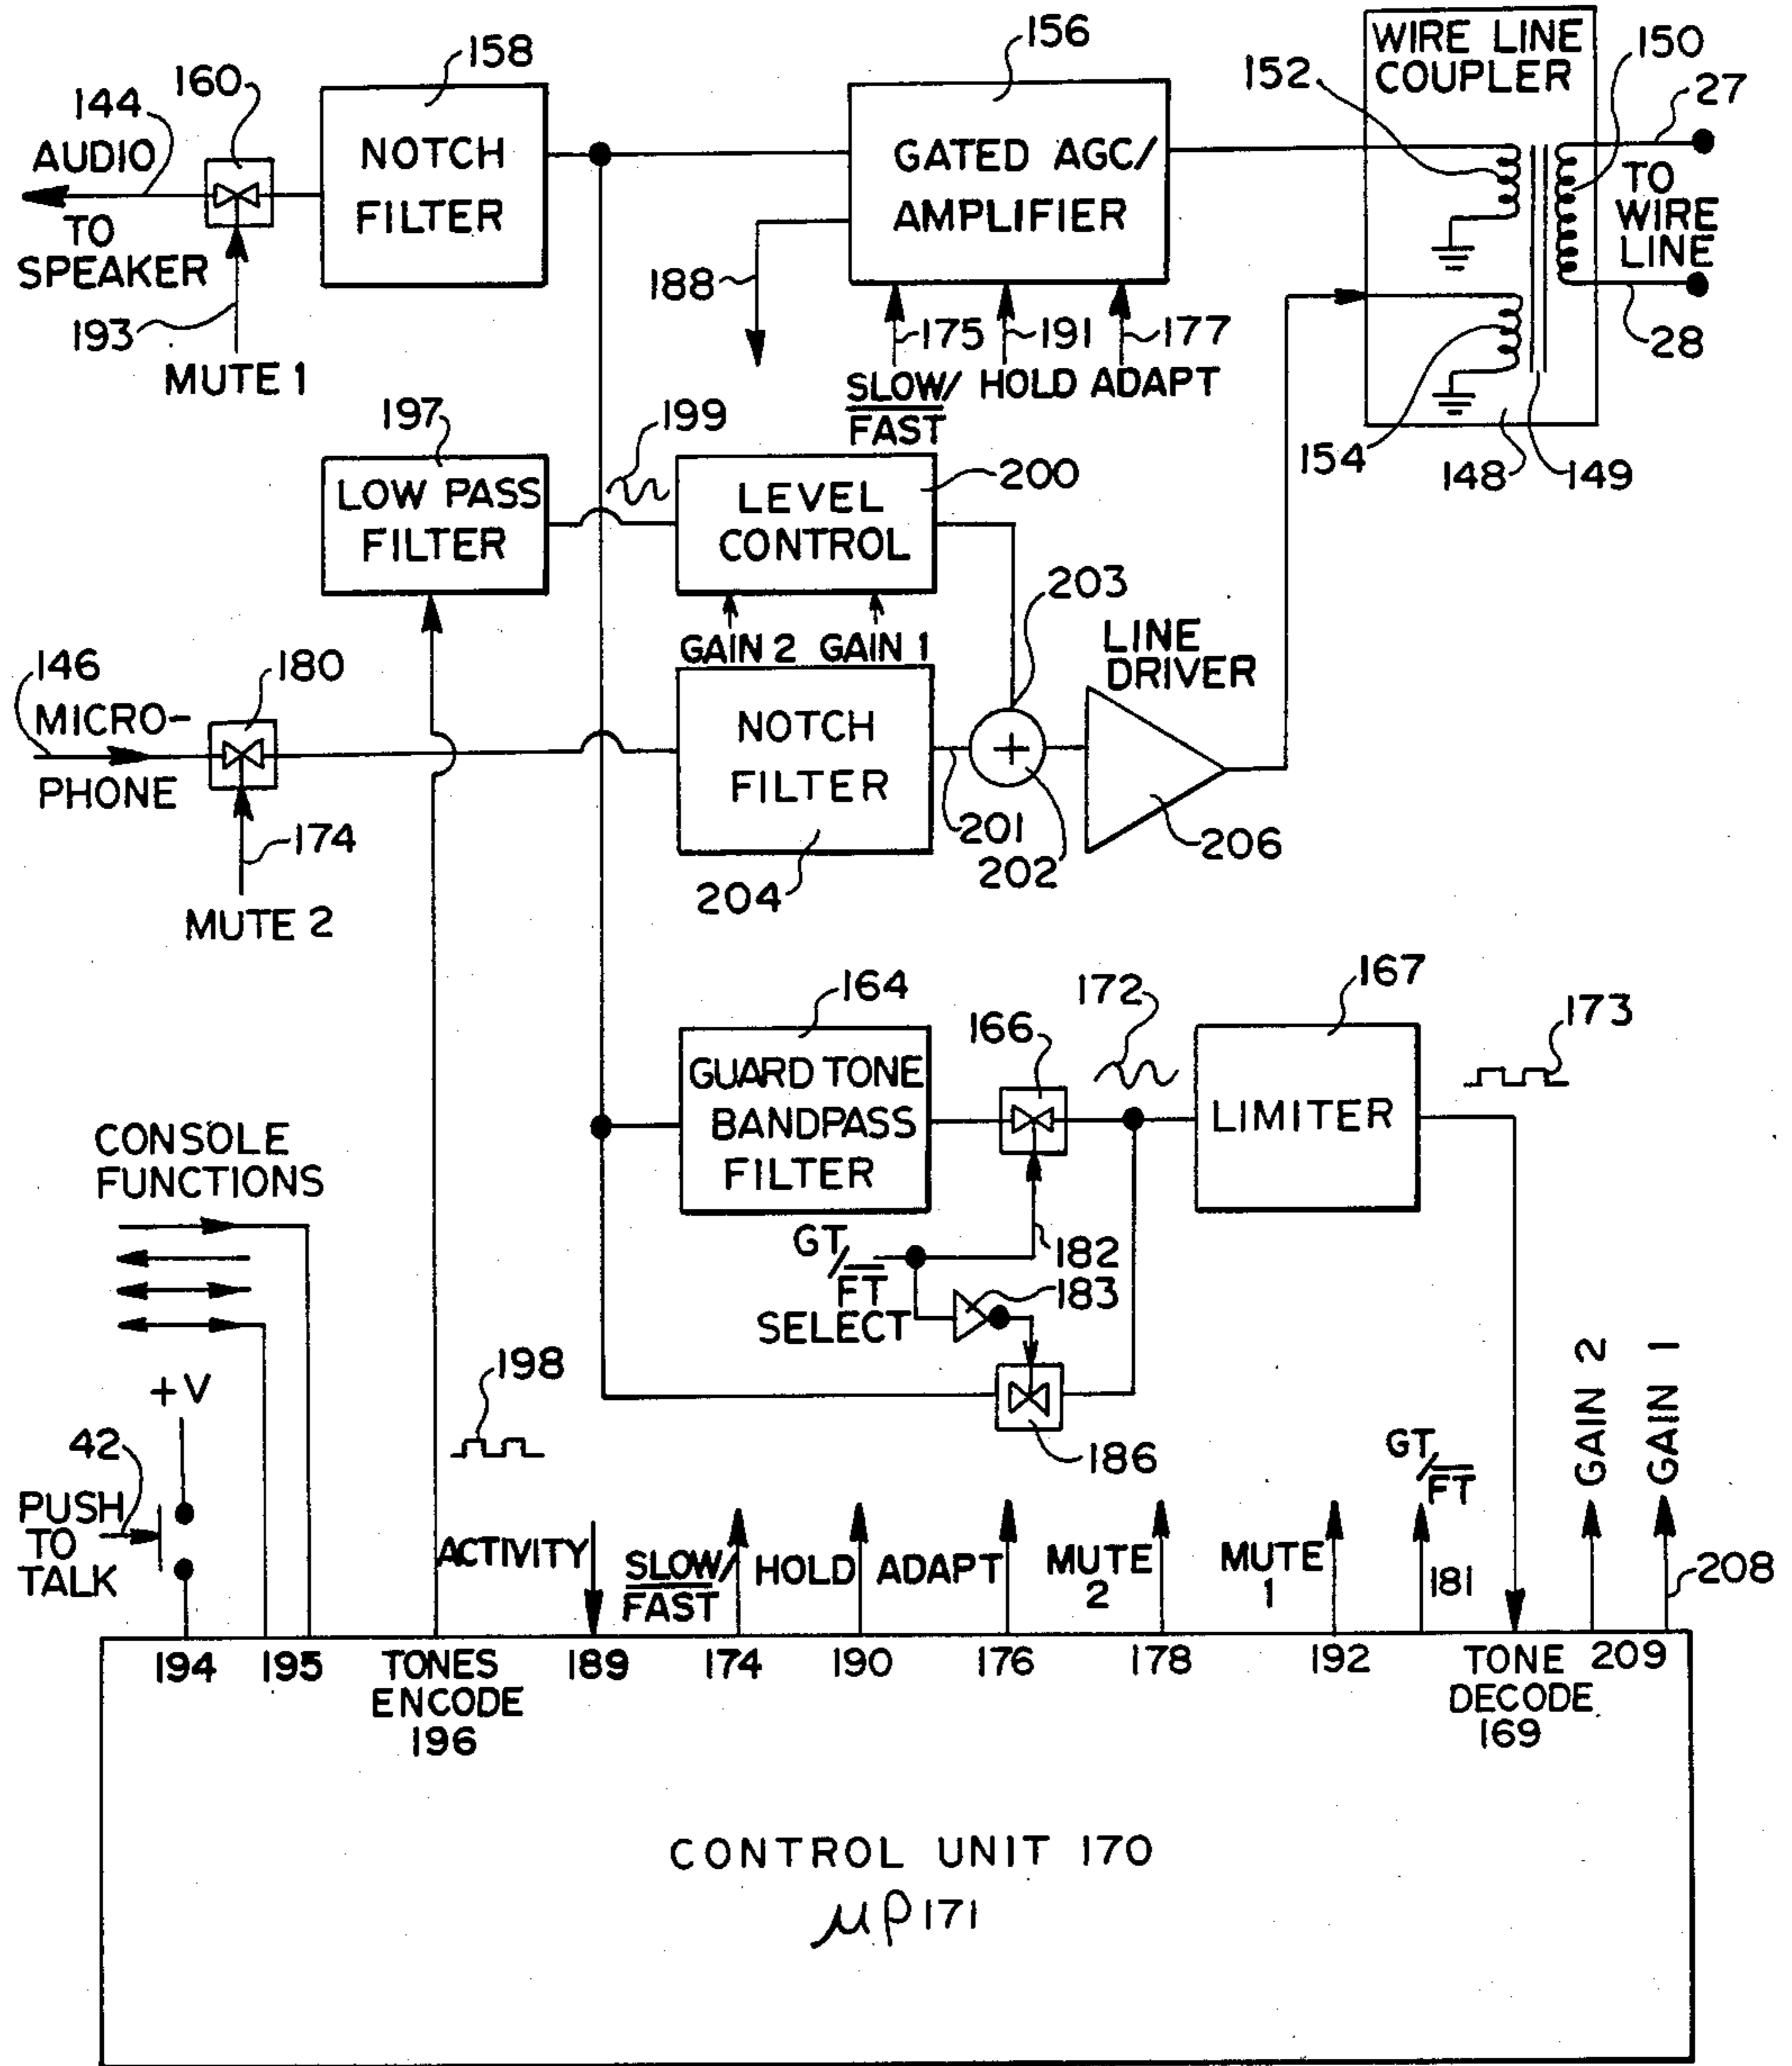 158
156
WIRE LINE
COUPLER
150
152
27
160
144
AUDIO
TO
SPEAKER
NOTCH
FILTER
GATED AGC/
AMPLIFIER
TO
WIRE
LINE
188
193
MUTE 1
175
191
177
SLOW/
FAST
HOLD
ADAPT
28
154
148
149
197
199
LOW PASS
FILTER
LEVEL
CONTROL
200
203
GAIN 2
GAIN 1
LINE
DRIVER
146
MICRO-
PHONE
180
NOTCH
FILTER
+
201
202
206
174
204
MUTE 2
164
166
172
167
173
GUARD TONE
BANDPASS
FILTER
LIMITER
CONSOLE
FUNCTIONS
GT/
FT
SELECT
182
183
186
198
+V
42
PUSH
TO
TALK
ACTIVITY
SLOW/
FAST
HOLD
ADAPT
MUTE
2
MUTE
1
GT/
FT
181
GAIN 2
GAIN 1
208
194
195
TONES
ENCODE
196
189
174
190
176
178
192
TONE
DECODE
169
209
CONTROL UNIT 170
μP 171